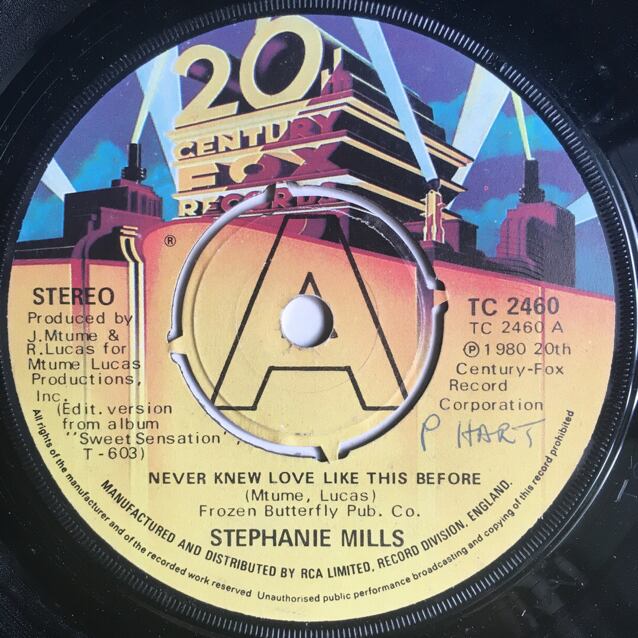 20th
CENTURY
FOX
RECORDS
®
A
STEREO
Produced by
J.Mtume &
R.Lucas for
Mtume Lucas
Productions,
Inc.
(Edit. version
from album
"Sweet Sensation",
T-603)
TC 2460
TC 2460 A
℗ 1980 20th
Century-Fox
Record
Corporation
P HART
NEVER KNEW LOVE LIKE THIS BEFORE
(Mtume, Lucas)
Frozen Butterfly Pub. Co.
STEPHANIE MILLS
MANUFACTURED AND DISTRIBUTED BY RCA LIMITED, RECORD DIVISION, ENGLAND.
All rights of the manufacturer and of the recorded work reserved Unauthorised public performance broadcasting and copying of this record prohibited